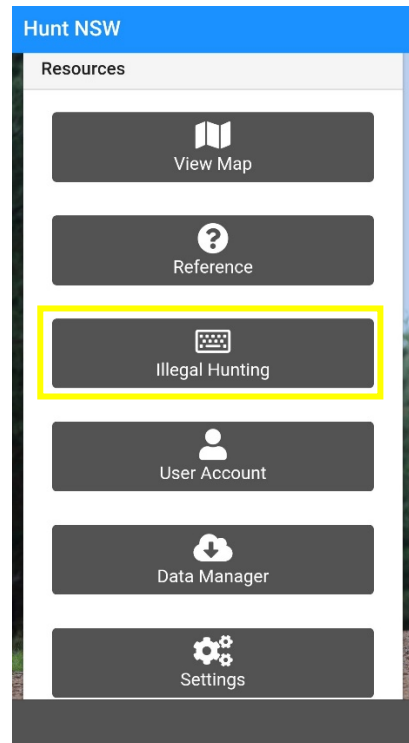 Hunt NSW
Resources
View Map
Reference
Illegal Hunting
User Account
Data Manager
Settings